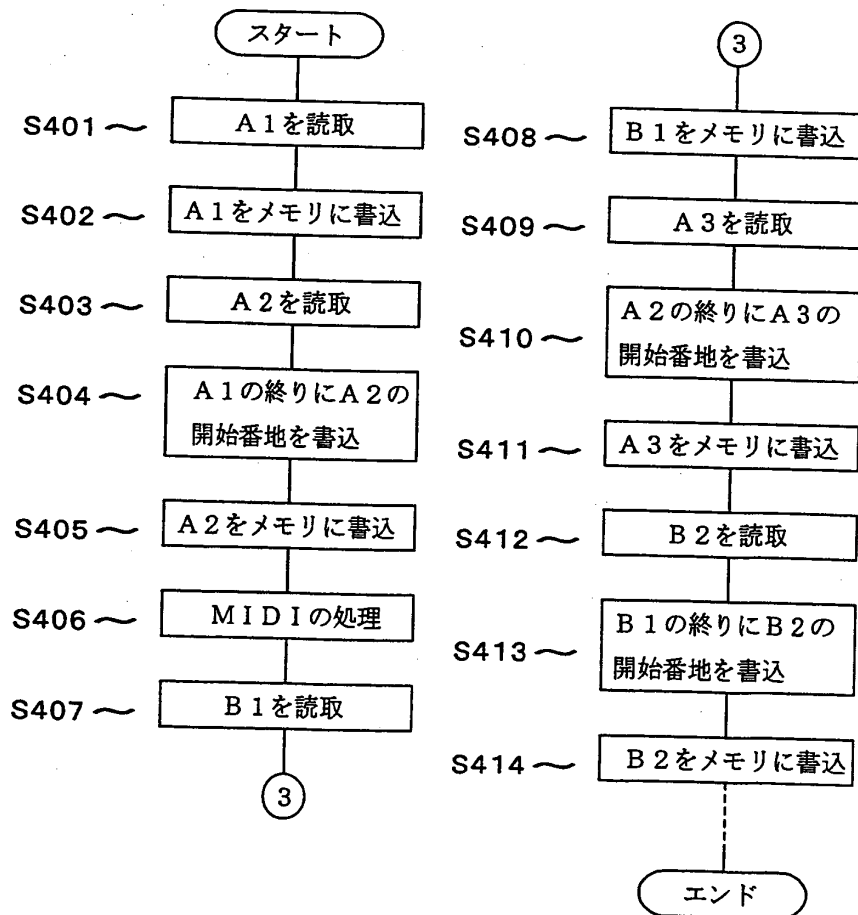 スタート
S401 〜 A1を読取
S402 〜 A1をメモリに書込
S403 〜 A2を読取
S404 〜 A1の終りにA2の
開始番地を書込
S405 〜 A2をメモリに書込
S406 〜 MIDIの処理
S407 〜 B1を読取
3
3
S408 〜 B1をメモリに書込
S409 〜 A3を読取
S410 〜 A2の終りにA3の
開始番地を書込
S411 〜 A3をメモリに書込
S412 〜 B2を読取
S413 〜 B1の終りにB2の
開始番地を書込
S414 〜 B2をメモリに書込
エンド